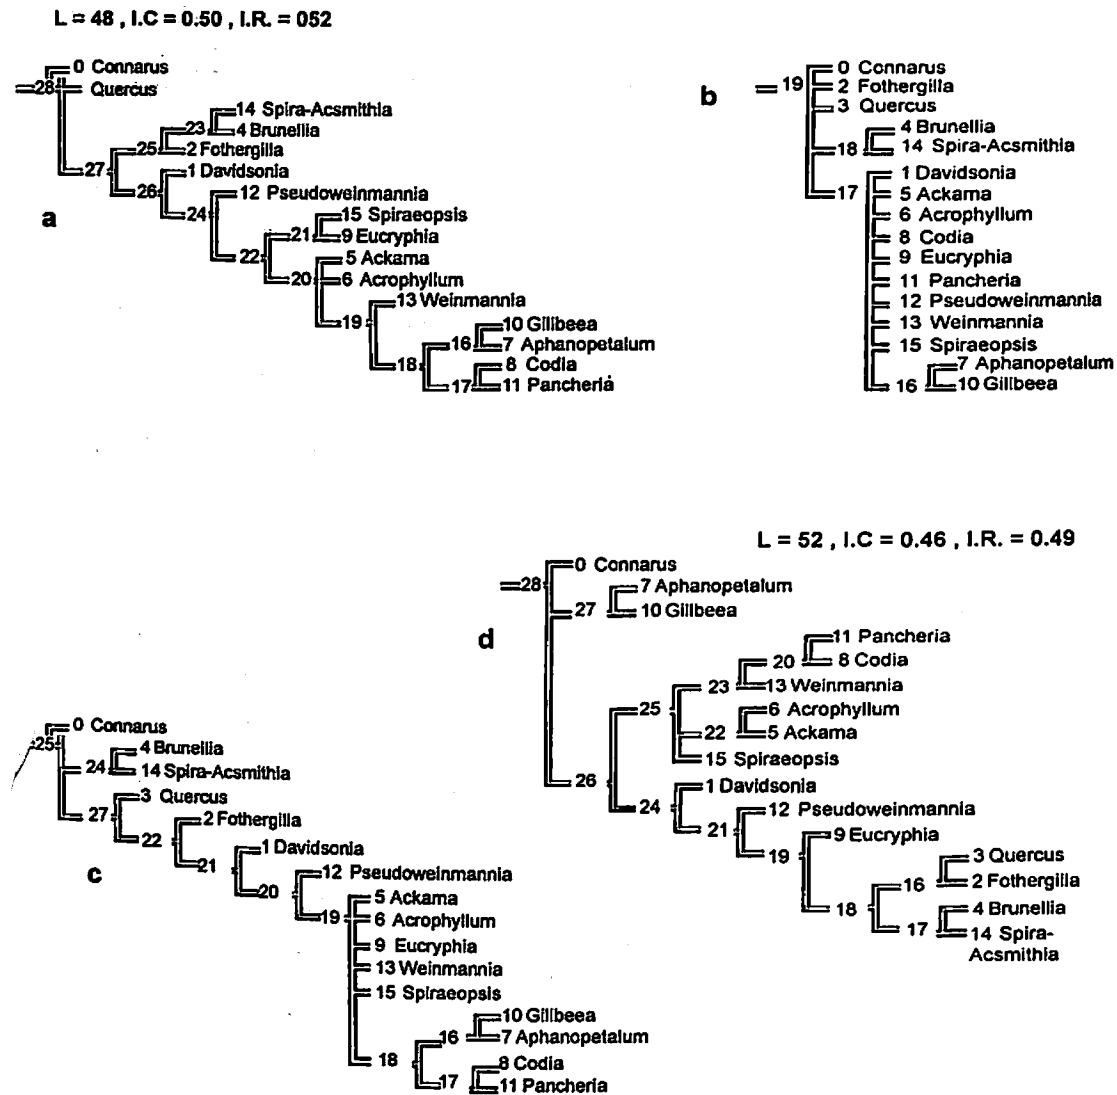 L = 48 , I.C = 0.50 , I.R. = 052
a
0 Connarus
28 Quercus
14 Spira-Acsmithia
23 4 Brunellia
25 2 Fothergilla
27 1 Davidsonia
26 12 Pseudoweinmannia
24 15 Spiraeopsis
21 9 Eucryphia
22 5 Ackama
20 6 Acrophyllum
13 Weinmannia
19 10 Gillbeea
16 7 Aphanopetalum
18 8 Codia
17 11 Pancheria
b
0 Connarus
19 2 Fothergilla
3 Quercus
4 Brunellia
18 14 Spira-Acsmithia
1 Davidsonia
17 5 Ackama
6 Acrophyllum
8 Codia
9 Eucryphia
11 Pancheria
12 Pseudoweinmannia
13 Weinmannia
15 Spiraeopsis
7 Aphanopetalum
16 10 Gillbeea
c
0 Connarus
25 4 Brunellia
24 14 Spira-Acsmithia
3 Quercus
27 2 Fothergilla
22 1 Davidsonia
21 12 Pseudoweinmannia
20 5 Ackama
19 6 Acrophyllum
9 Eucryphia
13 Weinmannia
15 Spiraeopsis
10 Gillbeea
16 7 Aphanopetalum
18 8 Codia
17 11 Pancheria
L = 52 , I.C = 0.46 , I.R. = 0.49
d
0 Connarus
28 7 Aphanopetalum
27 10 Gillbeea
11 Pancheria
20 8 Codia
23 13 Weinmannia
25 6 Acrophyllum
22 5 Ackama
15 Spiraeopsis
26 1 Davidsonia
24 12 Pseudoweinmannia
21 9 Eucryphia
19 3 Quercus
16 2 Fothergilla
18 4 Brunellia
17 14 Spira-
Acsmithia